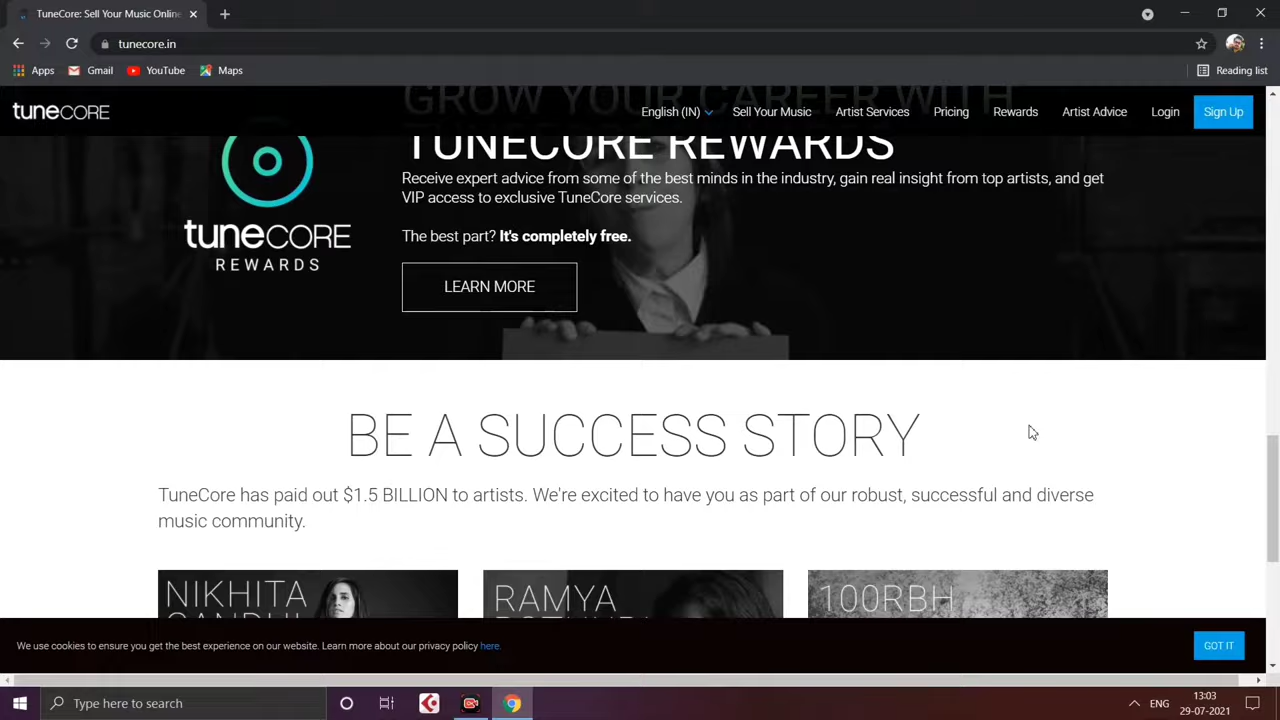 TuneCore: Sell Your Music Online
tunecore.in
Apps
Gmail
YouTube
Maps
Reading list
GROW YOUR CAREER WITH
tuneCORE
English (IN)
Sell Your Music
Artist Services
Pricing
Rewards
Artist Advice
Login
Sign Up
TUNECORE REWARDS
Receive expert advice from some of the best minds in the industry, gain real insight from top artists, and get
VIP access to exclusive TuneCore services.
tuneCORE
REWARDS
The best part? It's completely free.
LEARN MORE
BE A SUCCESS STORY
TuneCore has paid out $1.5 BILLION to artists. We're excited to have you as part of our robust, successful and diverse
music community.
NIKHITA
GANDHI
RAMYA
100RBH
We use cookies to ensure you get the best experience on our website. Learn more about our privacy policy here.
GOT IT
Type here to search
ENG
13:03
29-07-2021